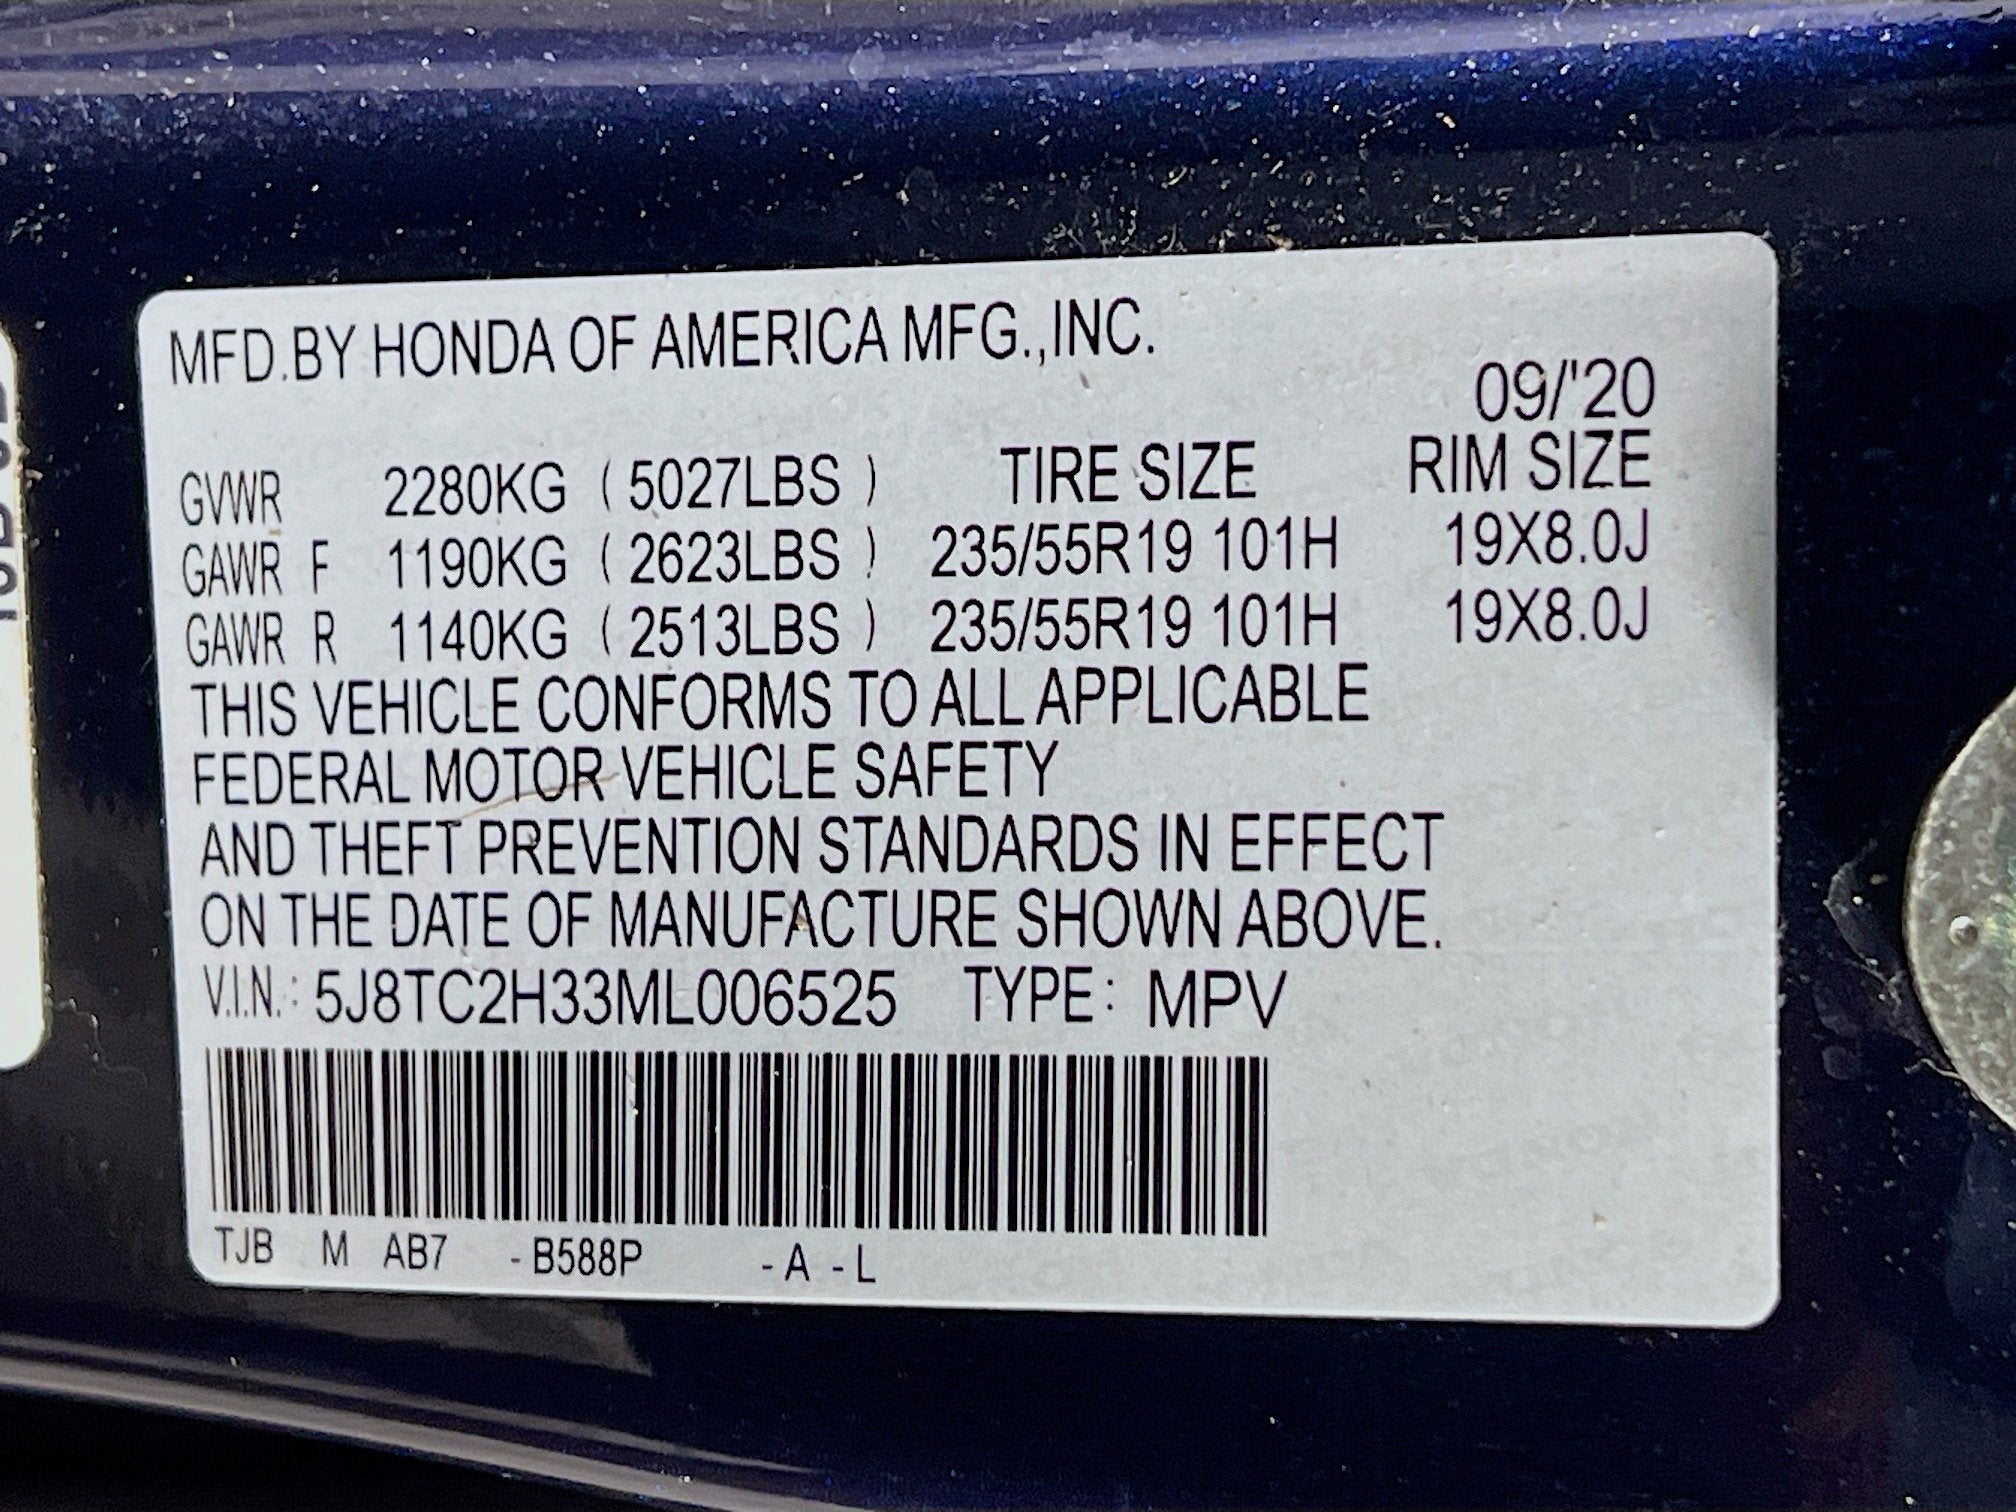 MFD.BY HONDA OF AMERICA MFG.,INC.
09/'20
GVWR 2280KG (5027LBS) TIRE SIZE RIM SIZE
GAWR F 1190KG (2623LBS) 235/55R19 101H 19X8.0J
GAWR R 1140KG (2513LBS) 235/55R19 101H 19X8.0J
THIS VEHICLE CONFORMS TO ALL APPLICABLE
FEDERAL MOTOR VEHICLE SAFETY
AND THEFT PREVENTION STANDARDS IN EFFECT
ON THE DATE OF MANUFACTURE SHOWN ABOVE.
V.I.N.: 5J8TC2H33ML006525 TYPE: MPV
TJB M AB7 -B588P -A -L